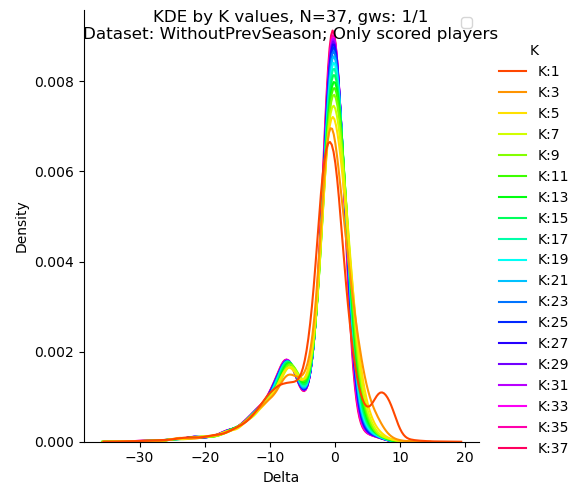 KDE by K values, N=37, gws: 1/1
Dataset: WithoutPrevSeason; Only scored players
K
K:1
K:3
K:5
K:7
K:9
K:11
K:13
K:15
K:17
K:19
K:21
K:23
K:25
K:27
K:29
K:31
K:33
K:35
K:37
Density
0.008
0.006
0.004
0.002
0.000
−30
−20
−10
0
10
20
Delta